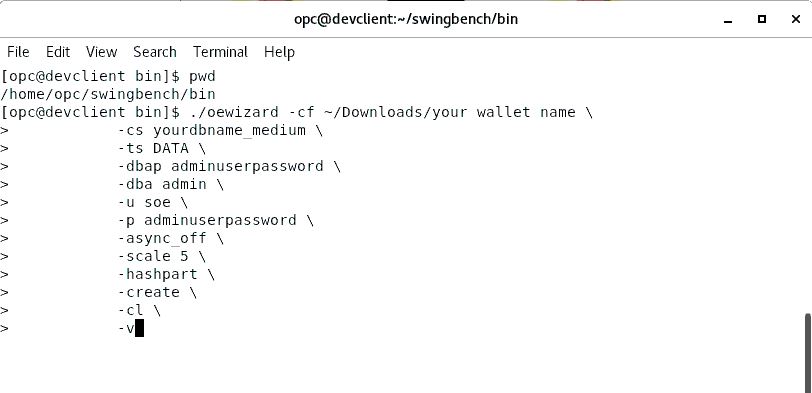 opc@devclient:~/swingbench/bin
File Edit View Search Terminal Help
[opc@devclient bin]$ pwd
/home/opc/swingbench/bin
[opc@devclient bin]$ ./oewizard -cf ~/Downloads/your wallet name \
> -cs yourdbname_medium \
> -ts DATA \
> -dbap adminuserpassword \
> -dba admin \
> -u soe \
> -p adminuserpassword \
> -async_off \
> -scale 5 \
> -hashpart \
> -create \
> -cl \
> -v